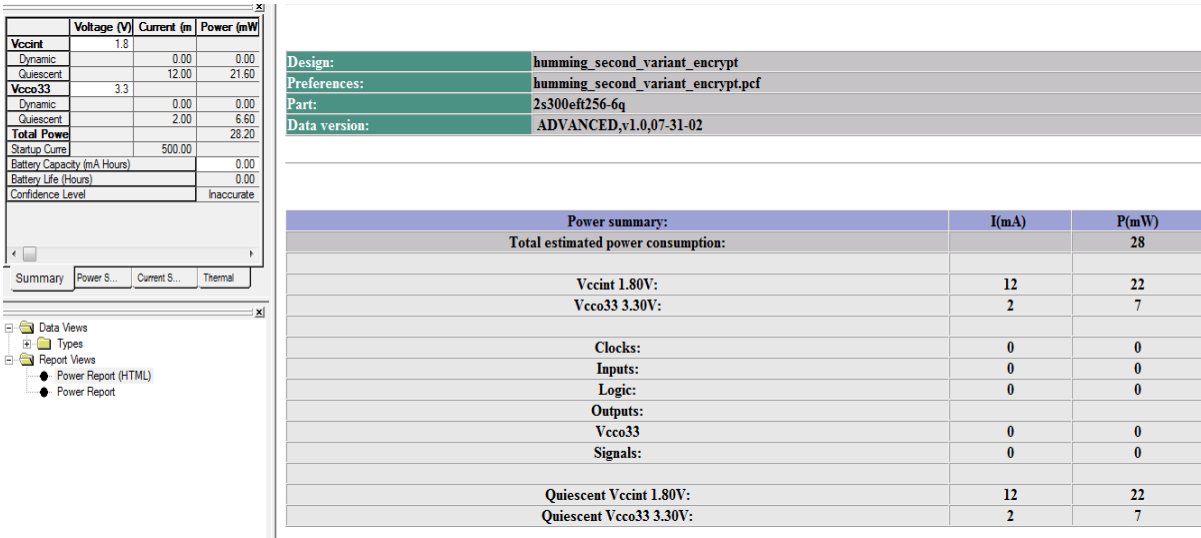 Voltage (V) Current (m Power (mW
Vccint 1.8
Dynamic 0.00 0.00
Quiescent 12.00 21.60
Vcco33 3.3
Dynamic 0.00 0.00
Quiescent 2.00 6.60
Total Powe 28.20
Startup Curre 500.00
Battery Capacity (mA Hours) 0.00
Battery Life (Hours) 0.00
Confidence Level Inaccurate
Summary Power S... Current S... Thermal
Data Views
Types
Report Views
Power Report (HTML)
Power Report
Design: humming_second_variant_encrypt
Preferences: humming_second_variant_encrypt.pcf
Part: 2s300eft256-6q
Data version: ADVANCED,v1.0,07-31-02
Power summary: I(mA) P(mW)
Total estimated power consumption: 28
Vccint 1.80V: 12 22
Vcco33 3.30V: 2 7
Clocks: 0 0
Inputs: 0 0
Logic: 0 0
Outputs:
Vcco33 0 0
Signals: 0 0
Quiescent Vccint 1.80V: 12 22
Quiescent Vcco33 3.30V: 2 7